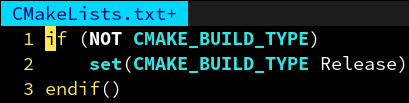 CMakeLists.txt+
1 if (NOT CMAKE_BUILD_TYPE)
2     set(CMAKE_BUILD_TYPE Release)
3 endif()